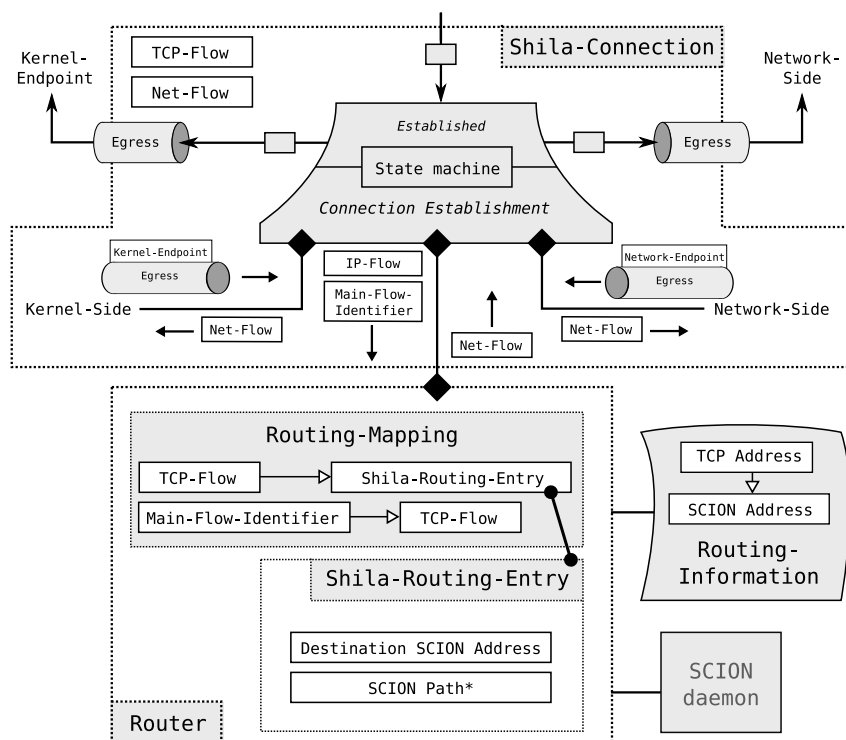 Shila-Connection
TCP-Flow
Net-Flow
Kernel-
Endpoint
Network-
Side
Egress
Established
Egress
State machine
Connection Establishment
Kernel-Endpoint
Egress
IP-Flow
Main-Flow-
Identifier
Network-Endpoint
Egress
Kernel-Side
Network-Side
Net-Flow
Net-Flow
Net-Flow
Routing-Mapping
TCP-Flow
Shila-Routing-Entry
Main-Flow-Identifier
TCP-Flow
Shila-Routing-Entry
Destination SCION Address
SCION Path*
Router
TCP Address
SCION Address
Routing-
Information
SCION
daemon